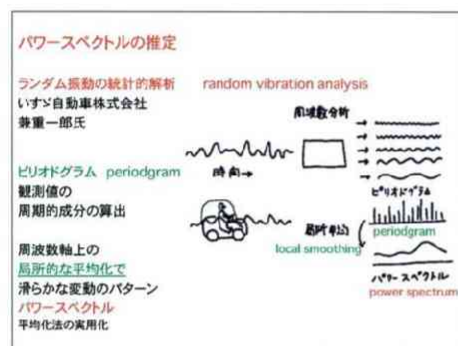 パワースペクトルの推定
ランダム振動の統計的解析 random vibration analysis
いすゞ自動車株式会社
兼重一郎氏
ピリオドグラム periodgram
観測値の
周期的成分の算出
周波数軸上の
局所的な平均化で
滑らかな変動のパターン
パワースペクトル
平均化法の実用化
周波数分析
時間→
ピリオドグラム
periodgram
局所平均
local smoothing
パワースペクトル
power spectrum